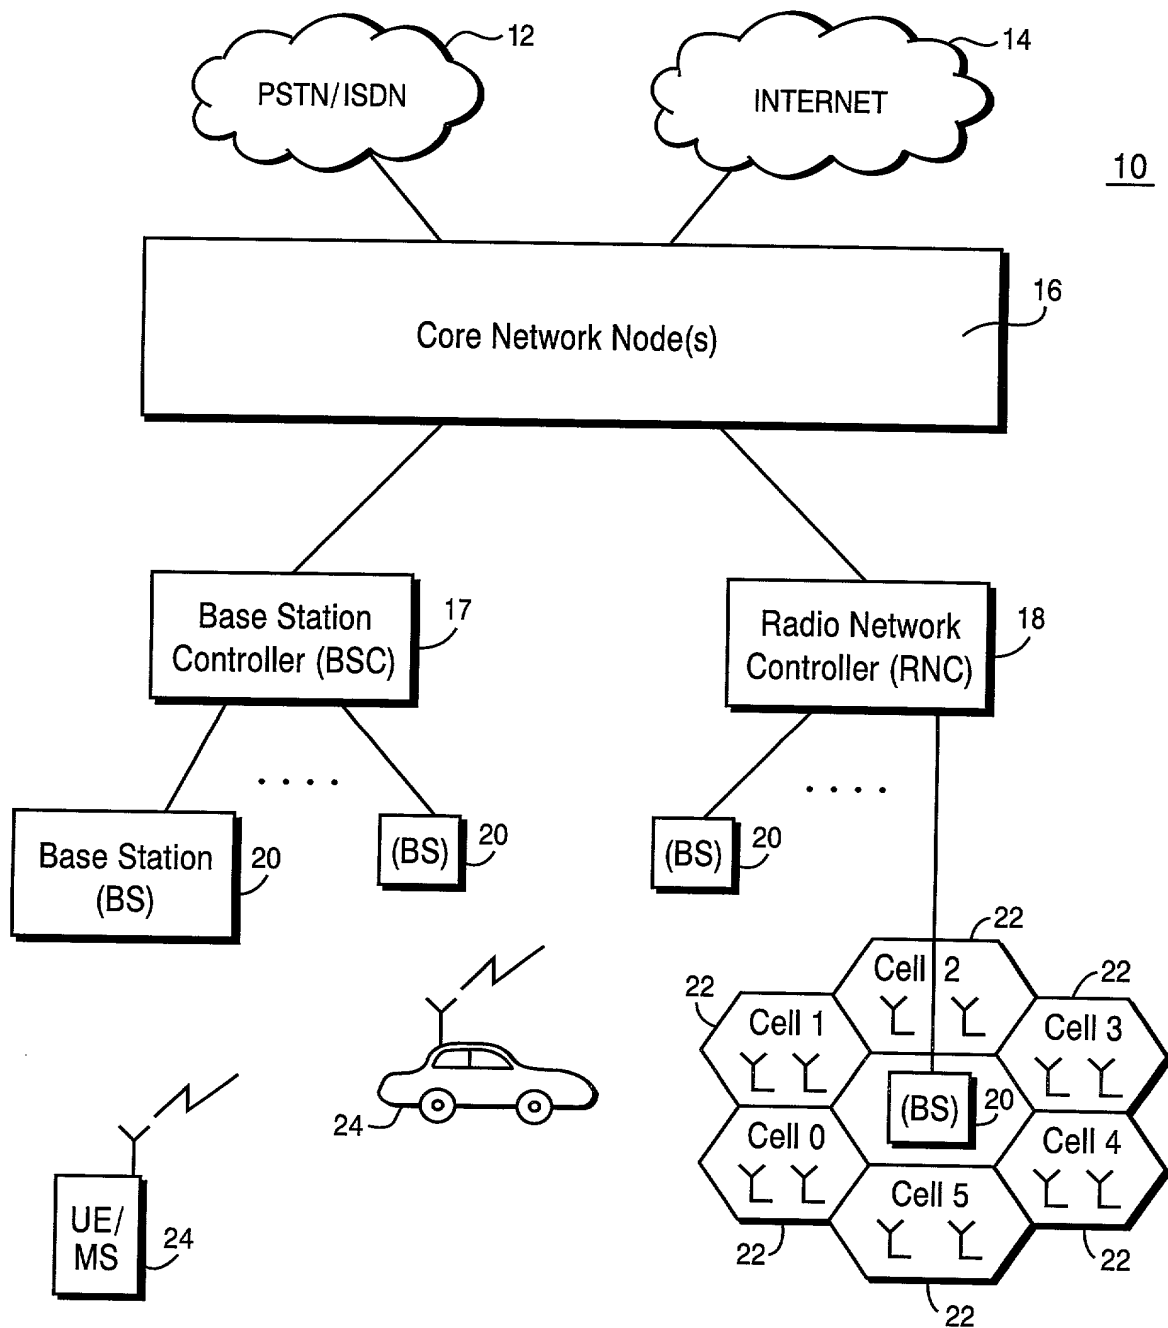 12
14
PSTN/ISDN
INTERNET
10
16
Core Network Node(s)
17
Base Station
Controller (BSC)
18
Radio Network
Controller (RNC)
. . . .
. . . .
Base Station
(BS)
20
(BS)
20
(BS)
20
22
Cell 2
22
22
Cell 1
Cell 3
(BS)
20
24
Cell 0
Cell 4
Cell 5
UE/
MS
24
22
22
22